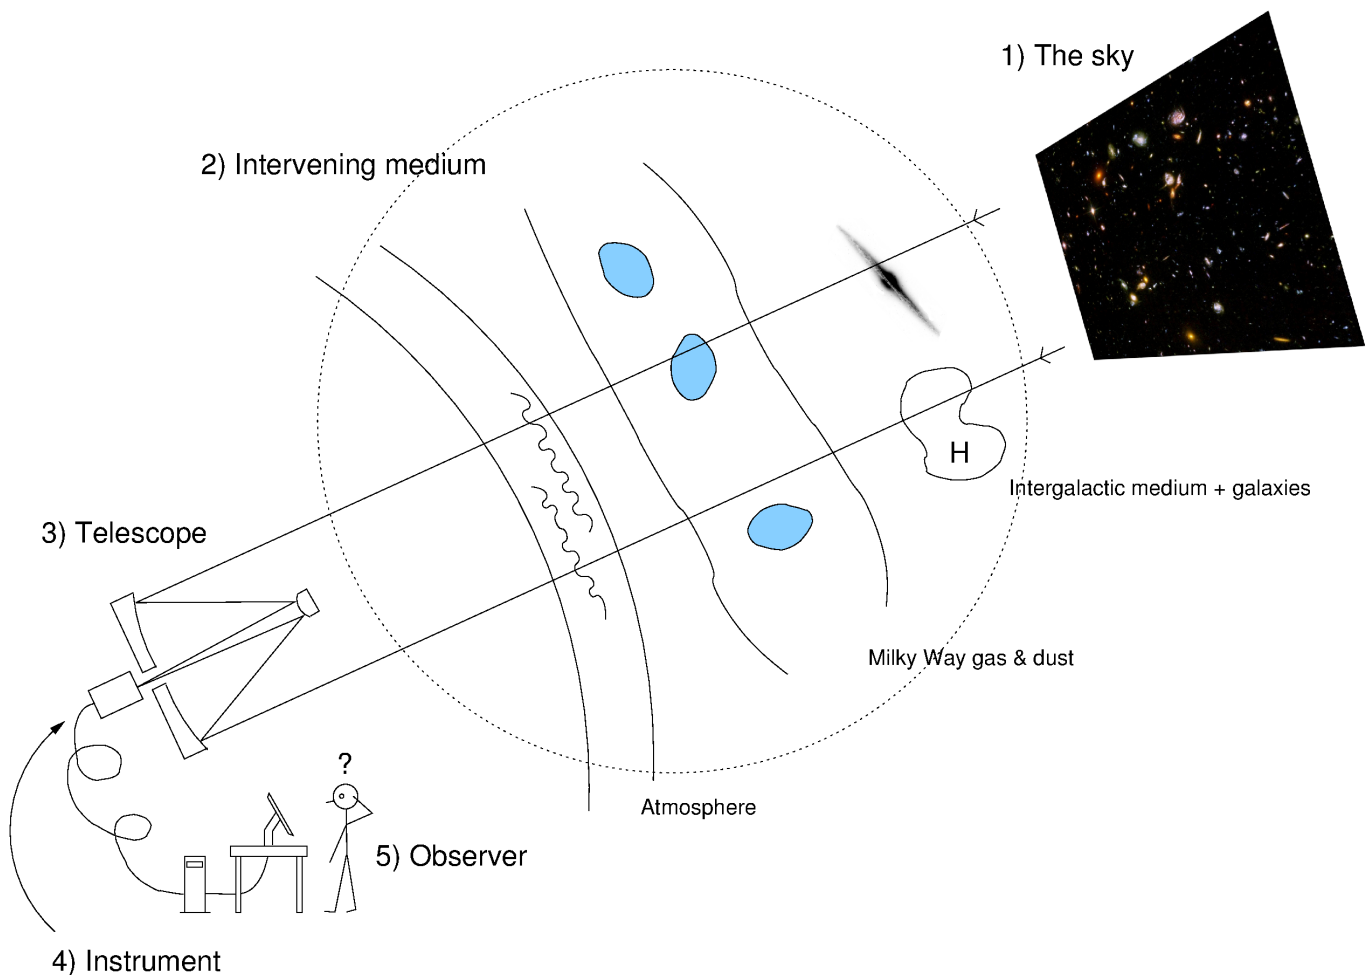 1) The sky
2) Intervening medium
H
Intergalactic medium + galaxies
3) Telescope
Milky Way gas & dust
?
Atmosphere
5) Observer
4) Instrument